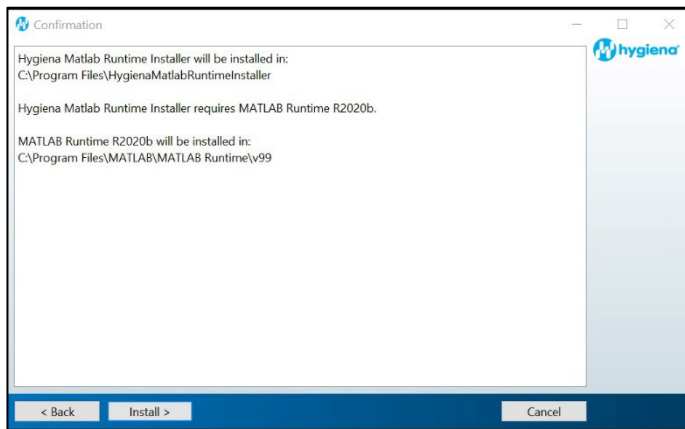 Confirmation
hygiena
Hygiena Matlab Runtime Installer will be installed in:
C:\Program Files\HygienaMatlabRuntimeInstaller
Hygiena Matlab Runtime Installer requires MATLAB Runtime R2020b.
MATLAB Runtime R2020b will be installed in:
C:\Program Files\MATLAB\MATLAB Runtime\v99
< Back
Install >
Cancel